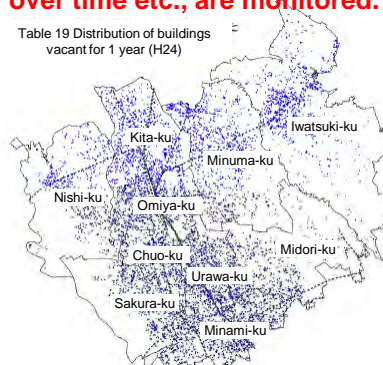 over time etc., are monitored.
Table 19 Distribution of buildings
vacant for 1 year (H24)
Iwatsuki-ku
Kita-ku
Minuma-ku
Nishi-ku
Omiya-ku
Chuo-ku
Midori-ku
Urawa-ku
Sakura-ku
Minami-ku